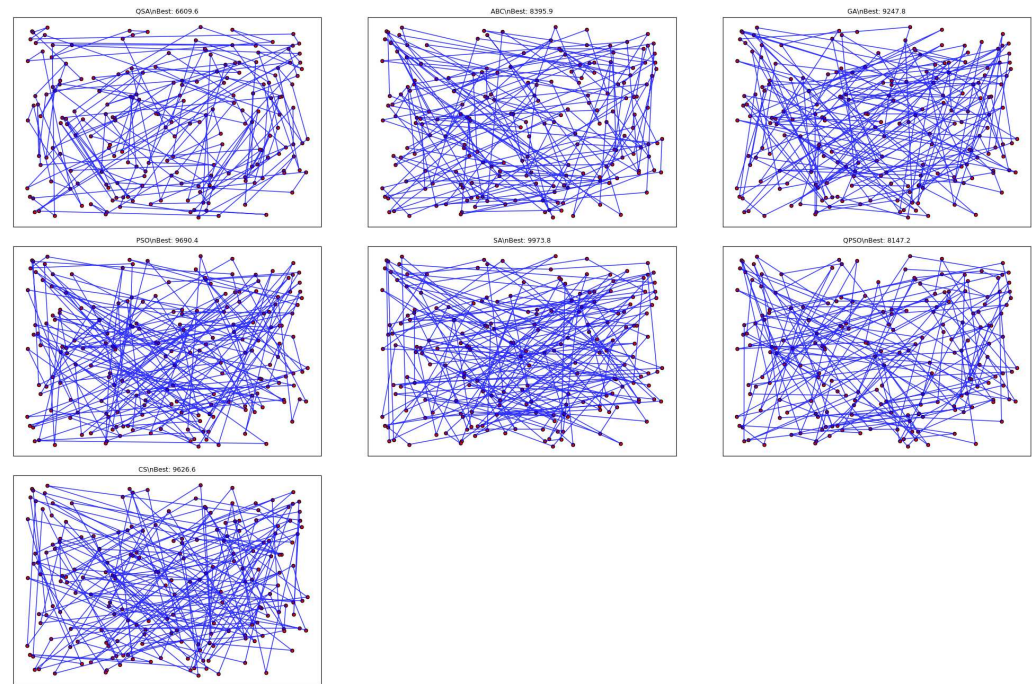 QSA\nBest: 6609.6
ABC\nBest: 8395.9
GA\nBest: 9247.8
PSO\nBest: 9690.4
SA\nBest: 9973.8
QPSO\nBest: 8147.2
CS\nBest: 9626.6